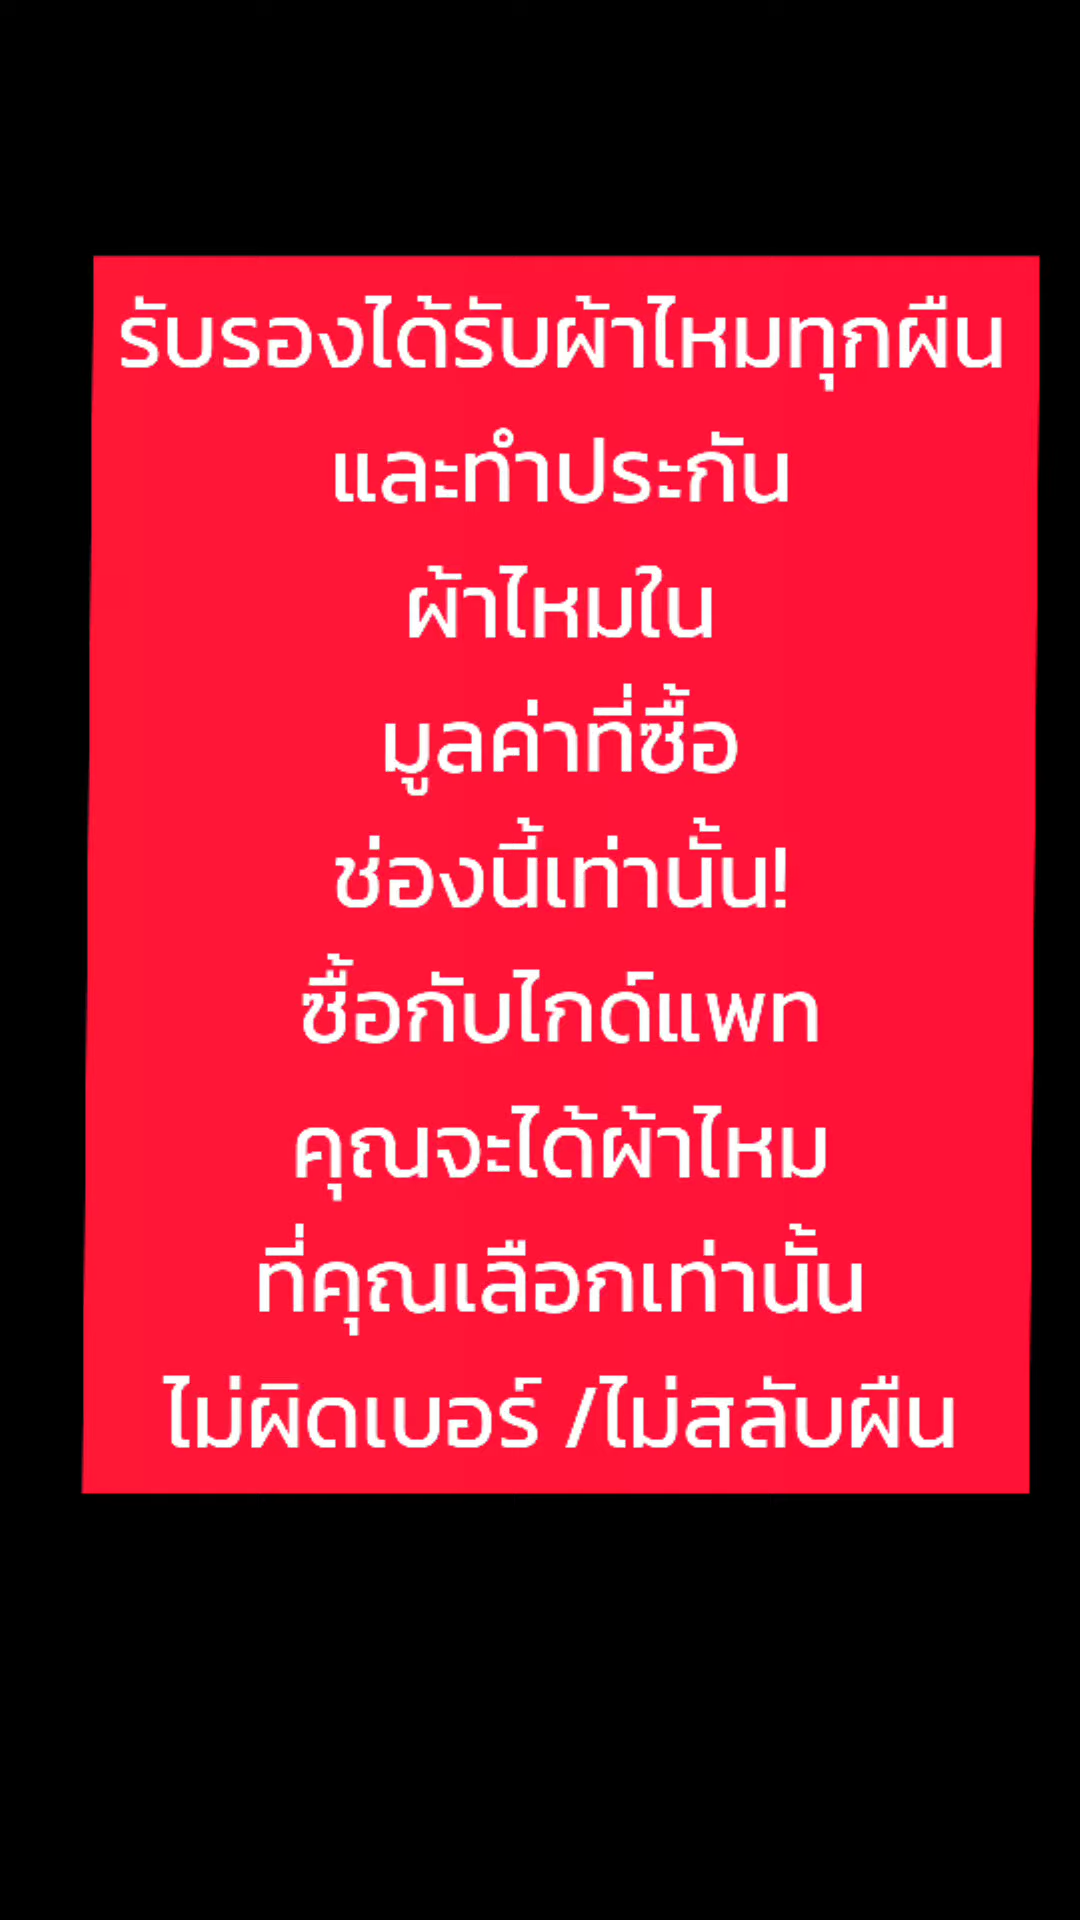 รับรองได้รับผ้าไหมทุกผืน
และทำประกัน
ผ้าไหมใน
มูลค่าที่ซื้อ
ช่องนี้เท่านั้น!
ซื้อกับไกด์แพท
คุณจะได้ผ้าไหม
ที่คุณเลือกเท่านั้น
ไม่ผิดเบอร์ /ไม่สลับผืน